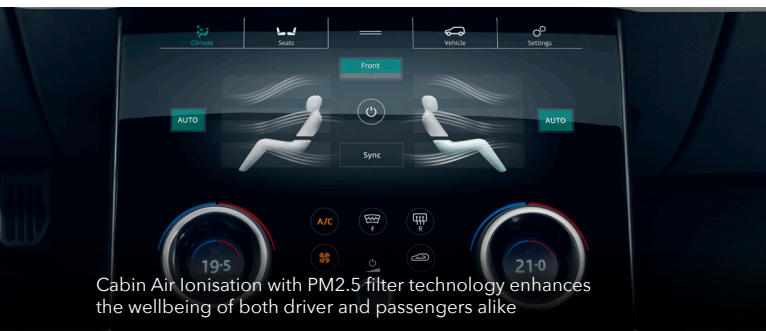 Climate
Seats
Vehicle
Settings
Front
AUTO
AUTO
Sync
A/C
F
R
19·5
21·0
Cabin Air Ionisation with PM2.5 filter technology enhances
the wellbeing of both driver and passengers alike